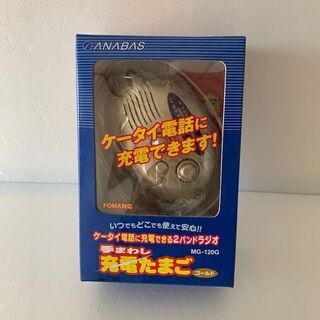 ANABAS
ケータイ電話に
充電できます!
FOMA対応
いつでもどこでも使えて安心!!
ケータイ電話に充電できる2バンドラジオ
手まわし MG-120G
充電たまご ゴールド